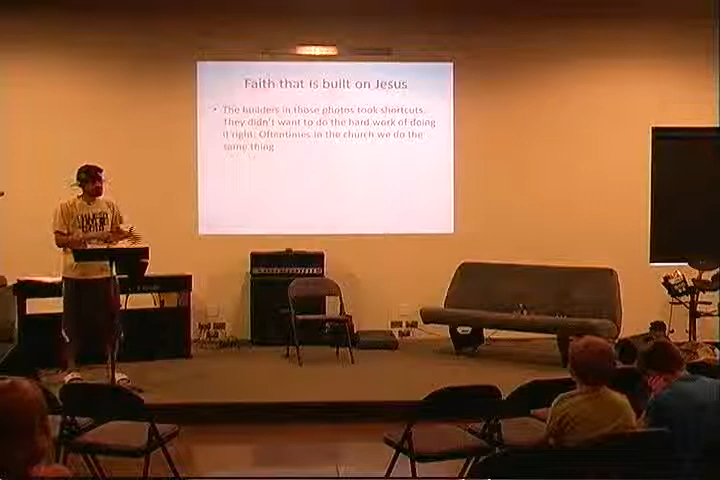 Faith that is built on Jesus
• The builders in those photos took shortcuts.
They didn't want to do the hard work of doing
it right. Oftentimes in the church we do the
same thing